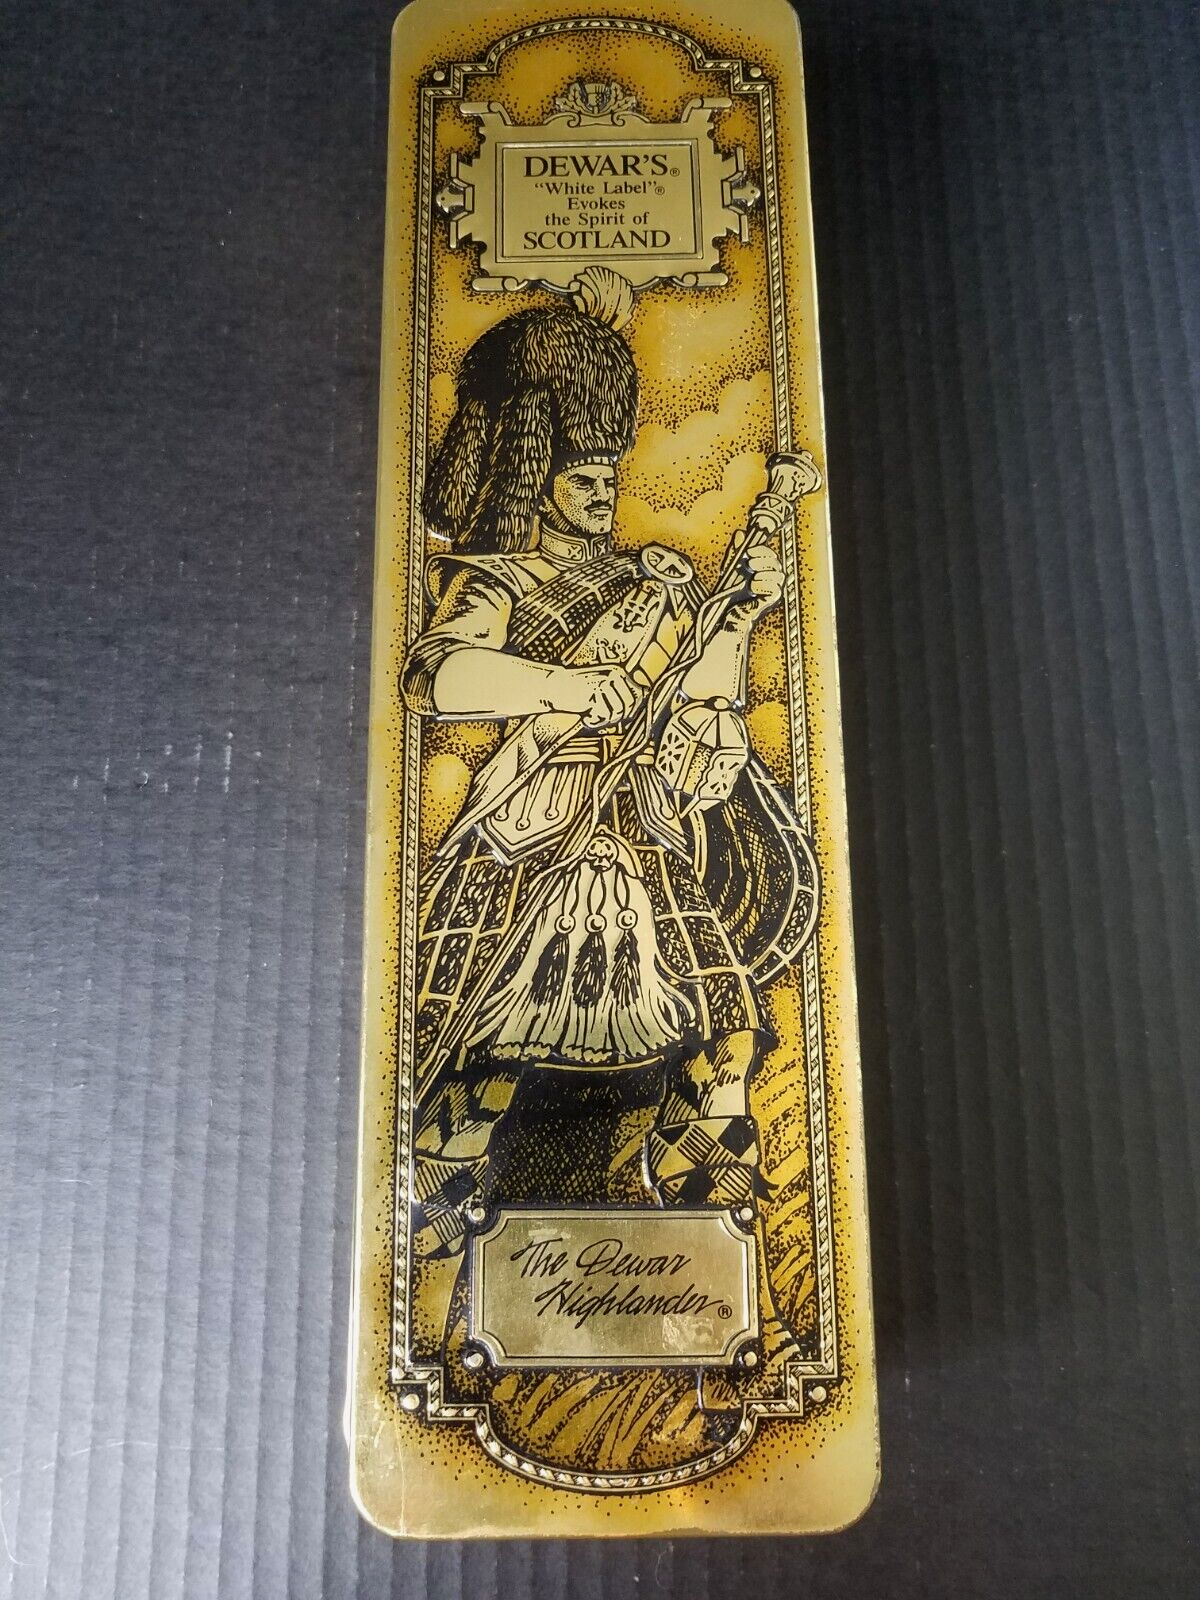 DEWAR'S®
"White Label"®
Evokes
the Spirit of
SCOTLAND
The Dewar
Highlander®